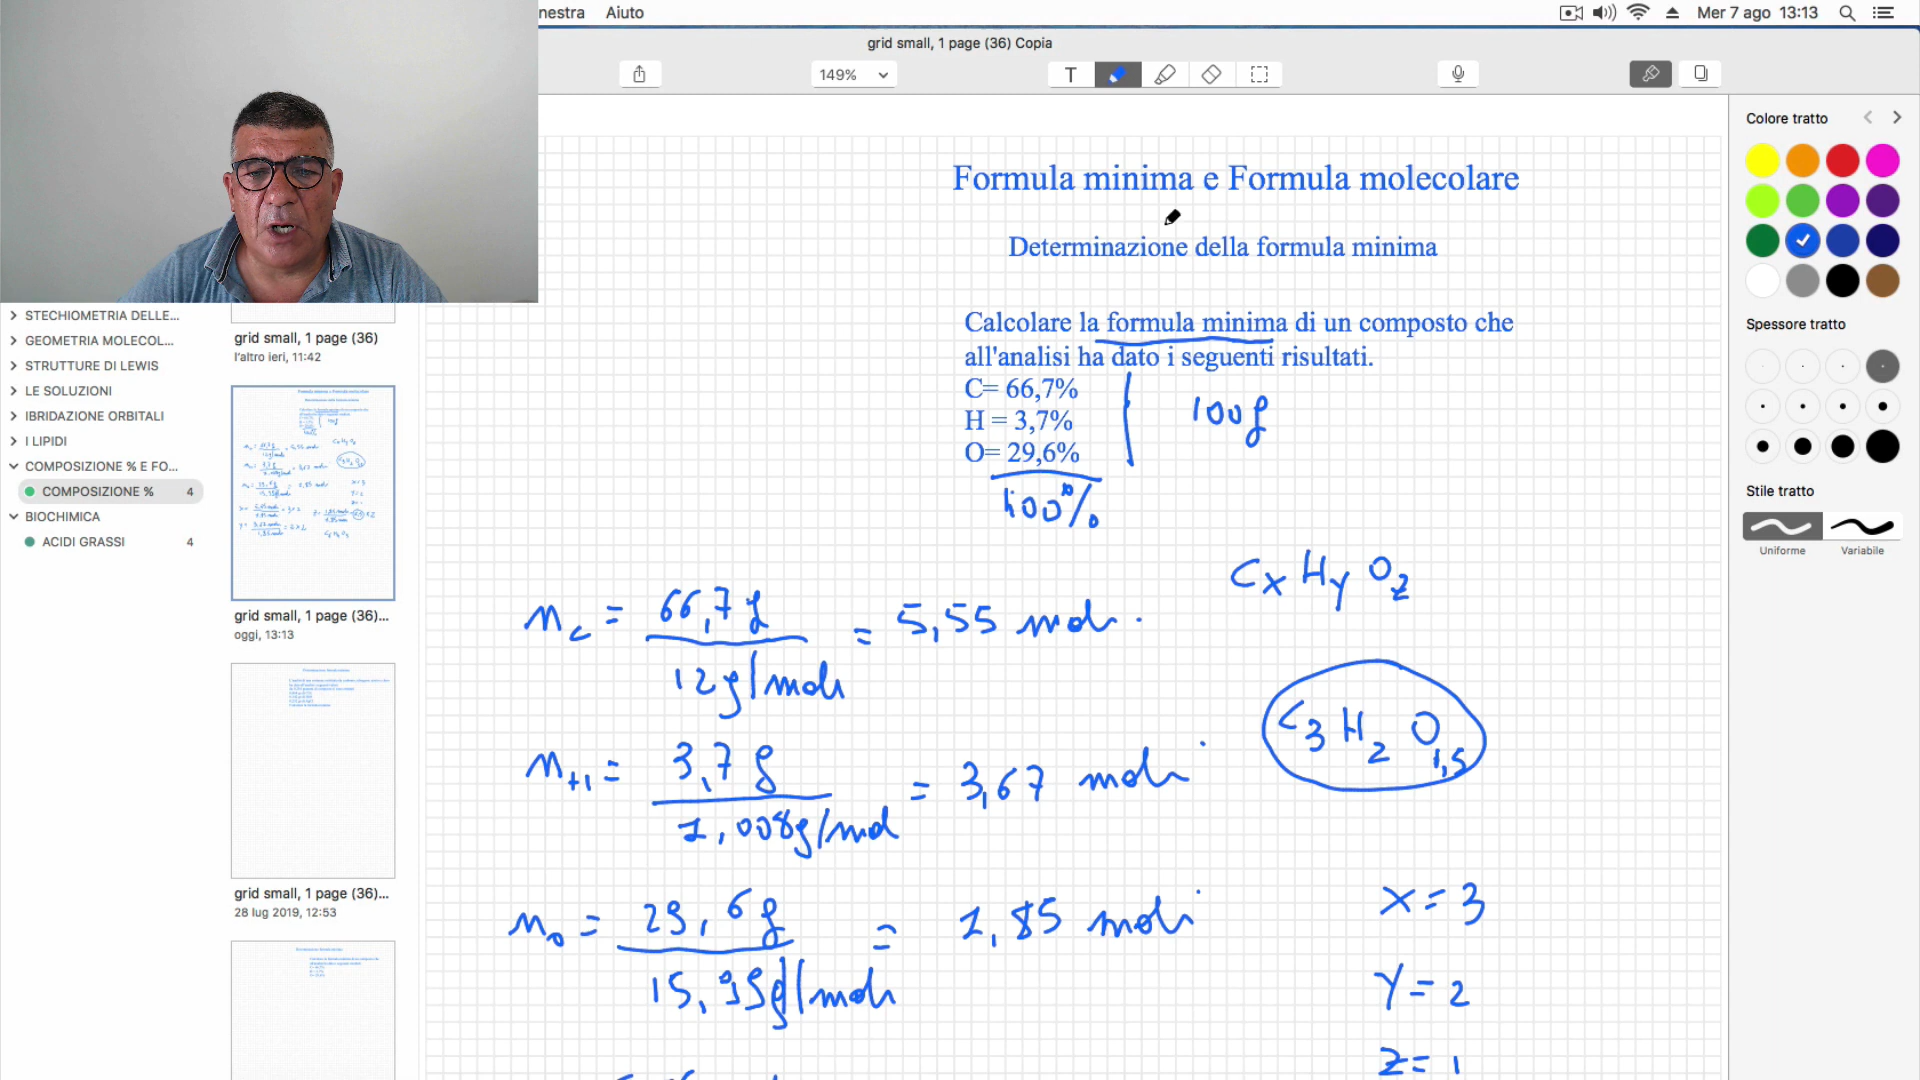 nestra Aiuto Mer 7 ago 13:13
grid small, 1 page (36) Copia
149% T
Colore tratto
Spessore tratto
Stile tratto
Uniforme Variabile
STECHIOMETRIA DELLE...
GEOMETRIA MOLECOL...
STRUTTURE DI LEWIS
LE SOLUZIONI
IBRIDAZIONE ORBITALI
I LIPIDI
COMPOSIZIONE % E FO...
COMPOSIZIONE % 4
BIOCHIMICA
ACIDI GRASSI 4
grid small, 1 page (36)
l'altro ieri, 11:42
grid small, 1 page (36)...
oggi, 13:13
grid small, 1 page (36)...
28 lug 2019, 12:53
Formula minima e Formula molecolare
Determinazione della formula minima
Calcolare la formula minima di un composto che
all'analisi ha dato i seguenti risultati.
C= 66,7%
H = 3,7%
O= 29,6%
100 g
100%
Cx Hy Oz
nc = 66,7 g / 12 g/mol = 5,55 moli
C3 H2 O1,5
nH = 3,7 g / 1,008 g/mol = 3,67 moli
no = 29,6 g / 15,99 g/mol = 1,85 moli
x = 3
y = 2
z = 1